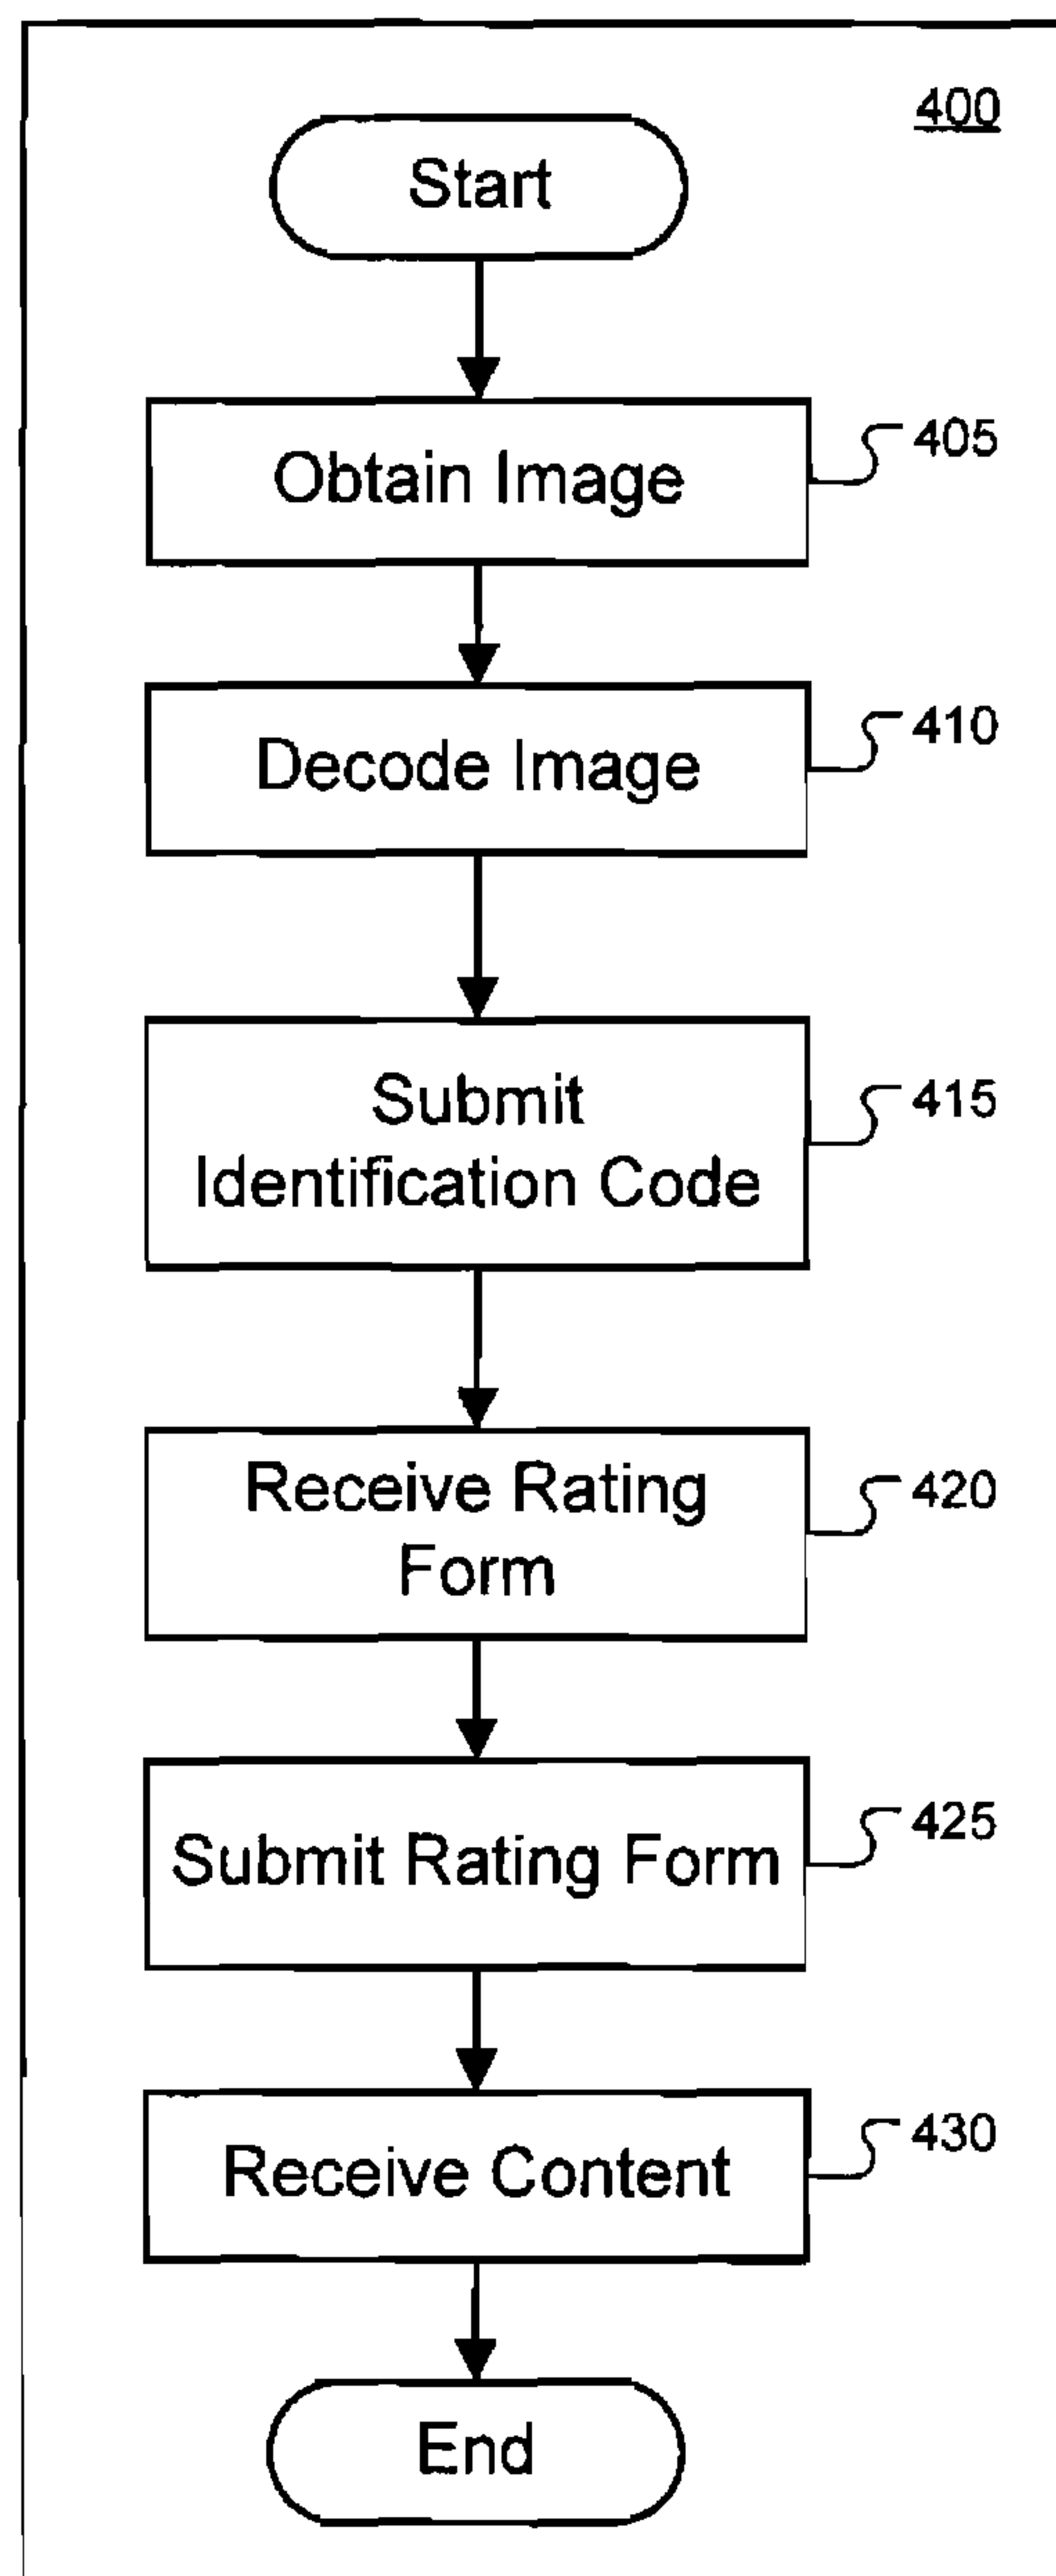 400
Start
Obtain Image
405
Decode Image
410
Submit
Identification Code
415
Receive Rating
Form
420
Submit Rating Form
425
Receive Content
430
End